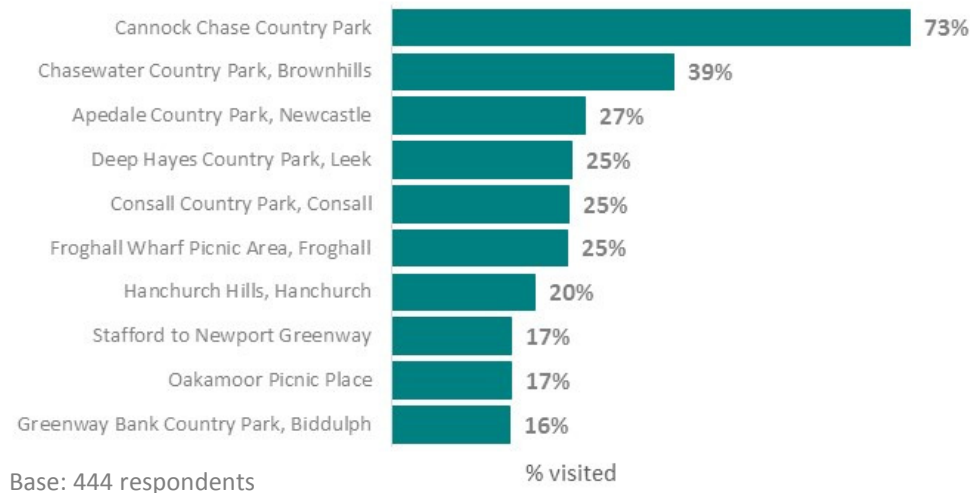 Cannock Chase Country Park 73%
Chasewater Country Park, Brownhills 39%
Apedale Country Park, Newcastle 27%
Deep Hayes Country Park, Leek 25%
Consall Country Park, Consall 25%
Froghall Wharf Picnic Area, Froghall 25%
Hanchurch Hills, Hanchurch 20%
Stafford to Newport Greenway 17%
Oakamoor Picnic Place 17%
Greenway Bank Country Park, Biddulph 16%
% visited
Base: 444 respondents